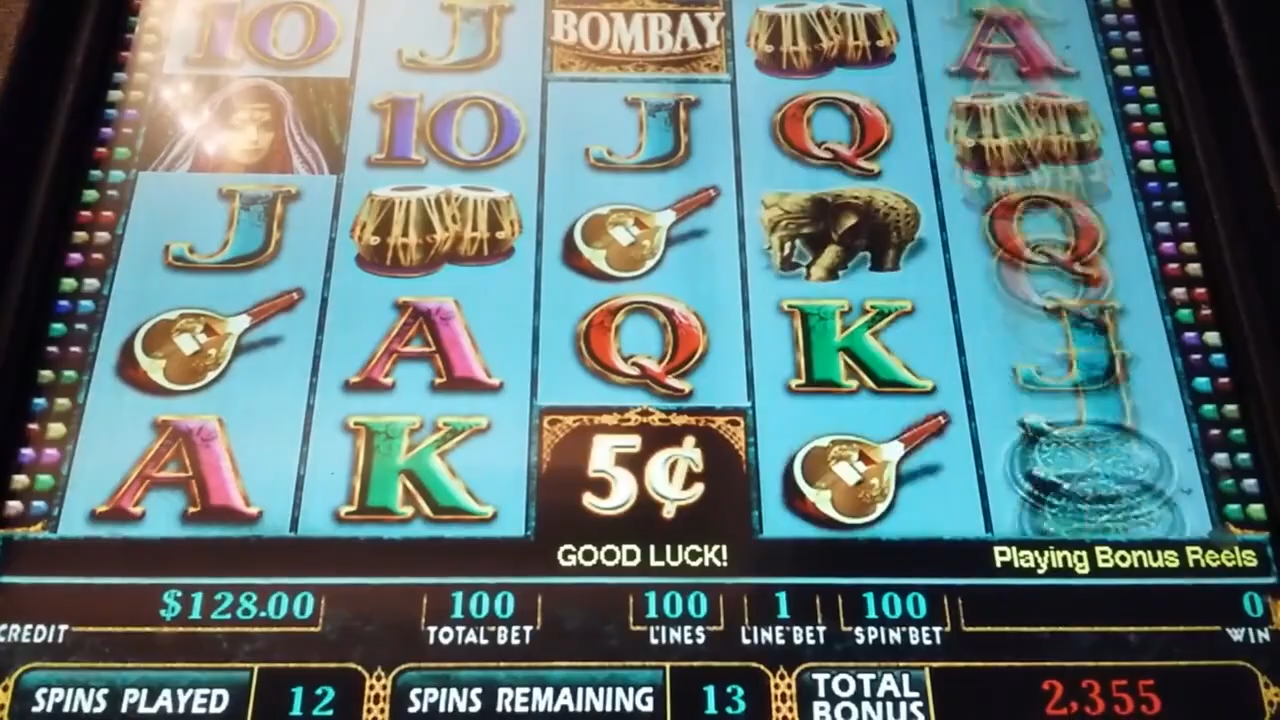 10 J BOMBAY A
10 J Q
J Q
A Q K J
A K 5¢
GOOD LUCK! Playing Bonus Reels
$128.00 100 100 1 100 0
CREDIT TOTAL BET LINES LINE BET SPIN BET WIN
SPINS PLAYED 12 SPINS REMAINING 13 TOTAL BONUS 2,355